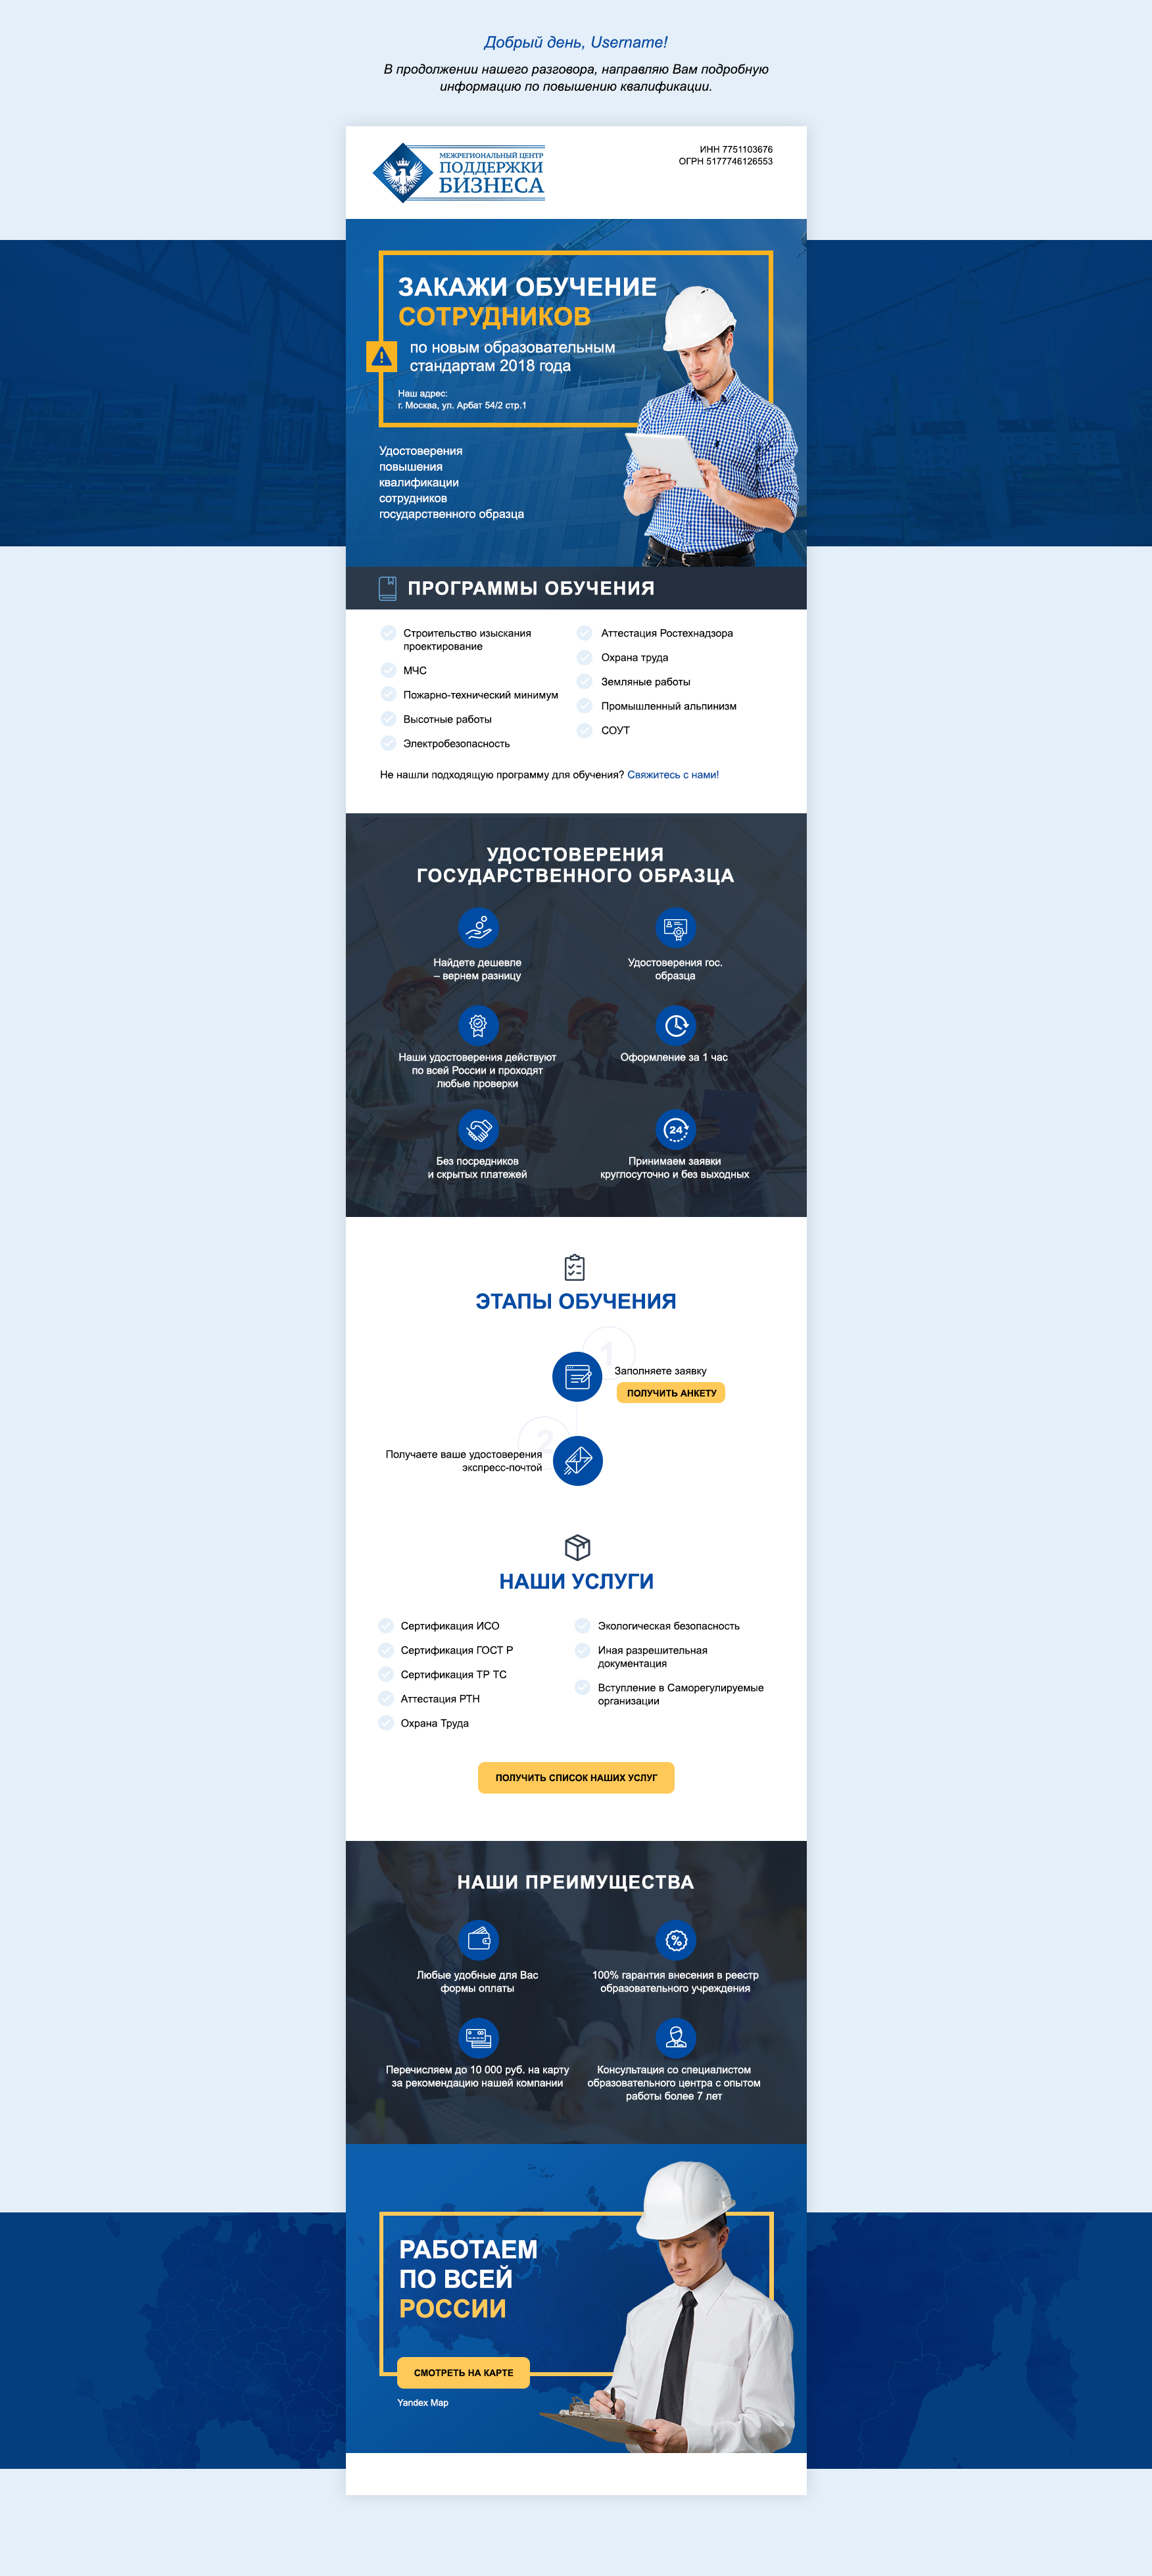 Добрый день, Username!
В продолжении нашего разговора, направляю Вам подробную
информацию по повышению квалификации.
МЕЖРЕГИОНАЛЬНЫЙ ЦЕНТР
ПОДДЕРЖКИ
БИЗНЕСА
ИНН 7751103676
ОГРН 5177746126553
ЗАКАЖИ ОБУЧЕНИЕ
СОТРУДНИКОВ
по новым образовательным
стандартам 2018 года
Наш адрес:
г. Москва, ул. Арбат 54/2 стр.1
Удостоверения
повышения
квалификации
сотрудников
государственного образца
ПРОГРАММЫ ОБУЧЕНИЯ
Строительство изыскания
проектирование
МЧС
Пожарно-технический минимум
Высотные работы
Электробезопасность
Аттестация Ростехнадзора
Охрана труда
Земляные работы
Промышленный альпинизм
СОУТ
Не нашли подходящую программу для обучения? Свяжитесь с нами!
УДОСТОВЕРЕНИЯ
ГОСУДАРСТВЕННОГО ОБРАЗЦА
Найдете дешевле
– вернем разницу
Удостоверения гос.
образца
Наши удостоверения действуют
по всей России и проходят
любые проверки
Оформление за 1 час
Без посредников
и скрытых платежей
24
Принимаем заявки
круглосуточно и без выходных
ЭТАПЫ ОБУЧЕНИЯ
1
Заполняете заявку
ПОЛУЧИТЬ АНКЕТУ
2
Получаете ваше удостоверения
экспресс-почтой
НАШИ УСЛУГИ
Сертификация ИСО
Сертификация ГОСТ Р
Сертификация ТР ТС
Аттестация РТН
Охрана Труда
Экологическая безопасность
Иная разрешительная
документация
Вступление в Саморегулируемые
организации
ПОЛУЧИТЬ СПИСОК НАШИХ УСЛУГ
НАШИ ПРЕИМУЩЕСТВА
Любые удобные для Вас
формы оплаты
100% гарантия внесения в реестр
образовательного учреждения
Перечисляем до 10 000 руб. на карту
за рекомендацию нашей компании
Консультация со специалистом
образовательного центра с опытом
работы более 7 лет
РАБОТАЕМ
ПО ВСЕЙ
РОССИИ
СМОТРЕТЬ НА КАРТЕ
Yandex Map